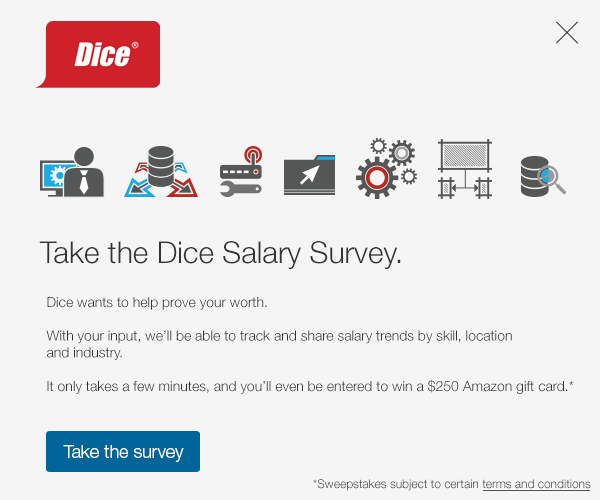 Dice®
Take the Dice Salary Survey.
Dice wants to help prove your worth.
With your input, we’ll be able to track and share salary trends by skill, location
and industry.
It only takes a few minutes, and you’ll even be entered to win a $250 Amazon gift card.*
Take the survey
*Sweepstakes subject to certain terms and conditions